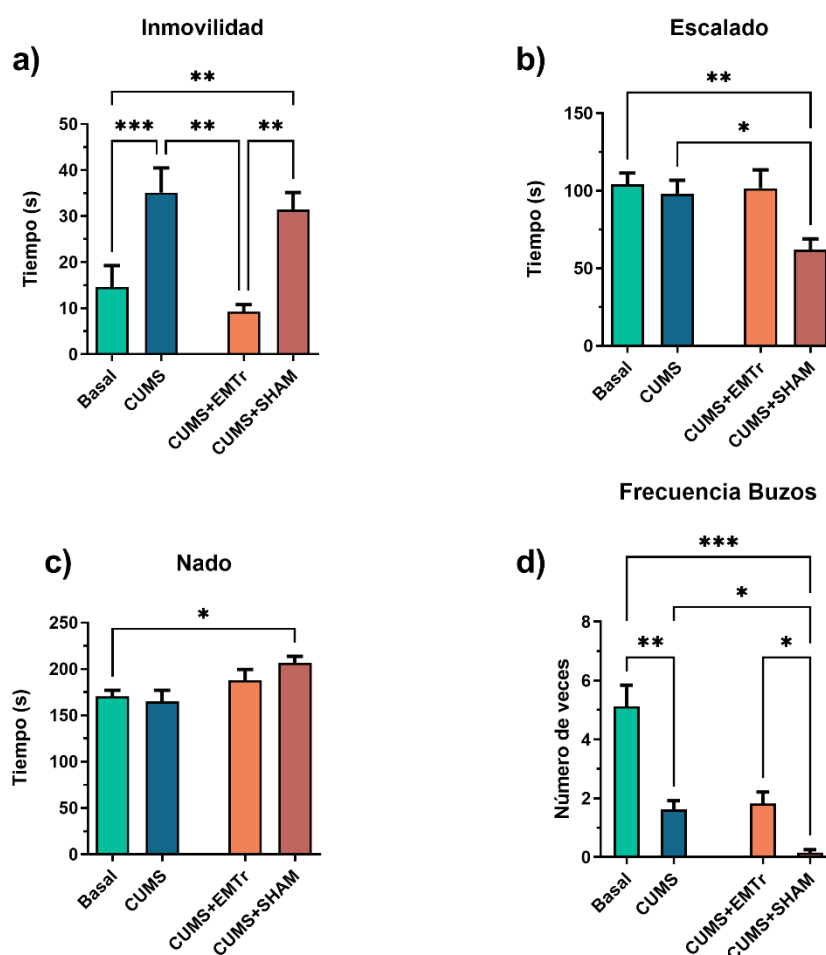 Inmovilidad
a)
**
***
**
**
50
40
30
20
10
0
Tiempo (s)
Basal
CUMS
CUMS+EMTr
CUMS+SHAM
Escalado
b)
**
*
150
100
50
0
Tiempo (s)
Basal
CUMS
CUMS+EMTr
CUMS+SHAM
c)
Nado
*
250
200
150
100
50
0
Tiempo (s)
Basal
CUMS
CUMS+EMTr
CUMS+SHAM
Frecuencia Buzos
d)
***
*
**
*
8
6
4
2
0
Número de veces
Basal
CUMS
CUMS+EMTr
CUMS+SHAM